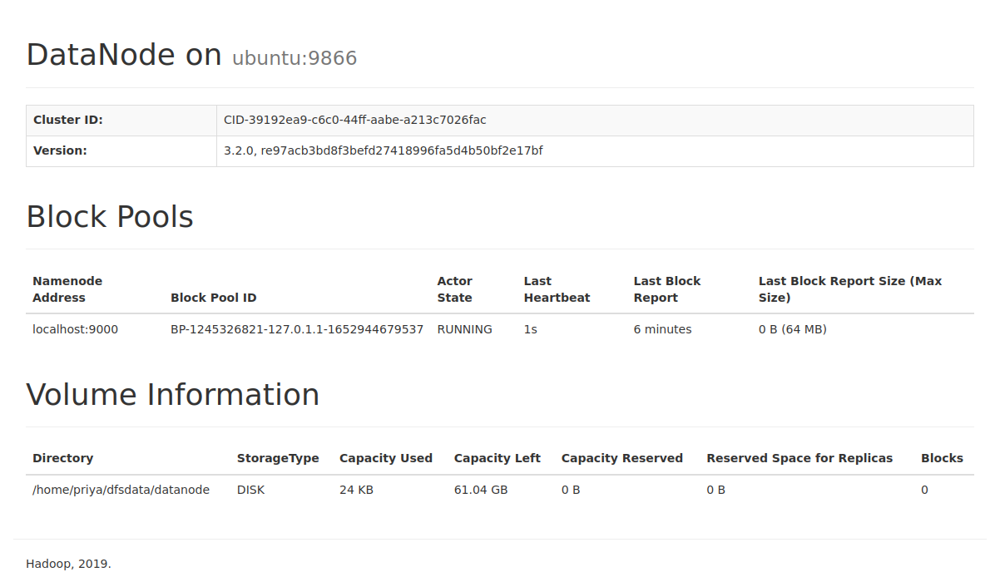 DataNode on ubuntu:9866
Cluster ID: CID-39192ea9-c6c0-44ff-aabe-a213c7026fac
Version: 3.2.0, re97acb3bd8f3befd27418996fa5d4b50bf2e17bf
Block Pools
Namenode Address Block Pool ID Actor State Last Heartbeat Last Block Report Last Block Report Size (Max Size)
localhost:9000 BP-1245326821-127.0.1.1-1652944679537 RUNNING 1s 6 minutes 0 B (64 MB)
Volume Information
Directory StorageType Capacity Used Capacity Left Capacity Reserved Reserved Space for Replicas Blocks
/home/priya/dfsdata/datanode DISK 24 KB 61.04 GB 0 B 0 B 0
Hadoop, 2019.